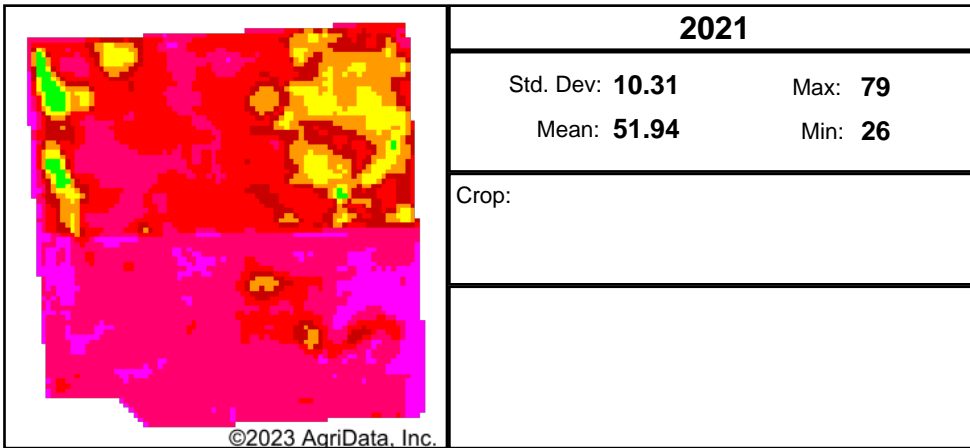 2021
Std. Dev: 10.31 Max: 79
Mean: 51.94 Min: 26
Crop:
©2023 AgriData, Inc.